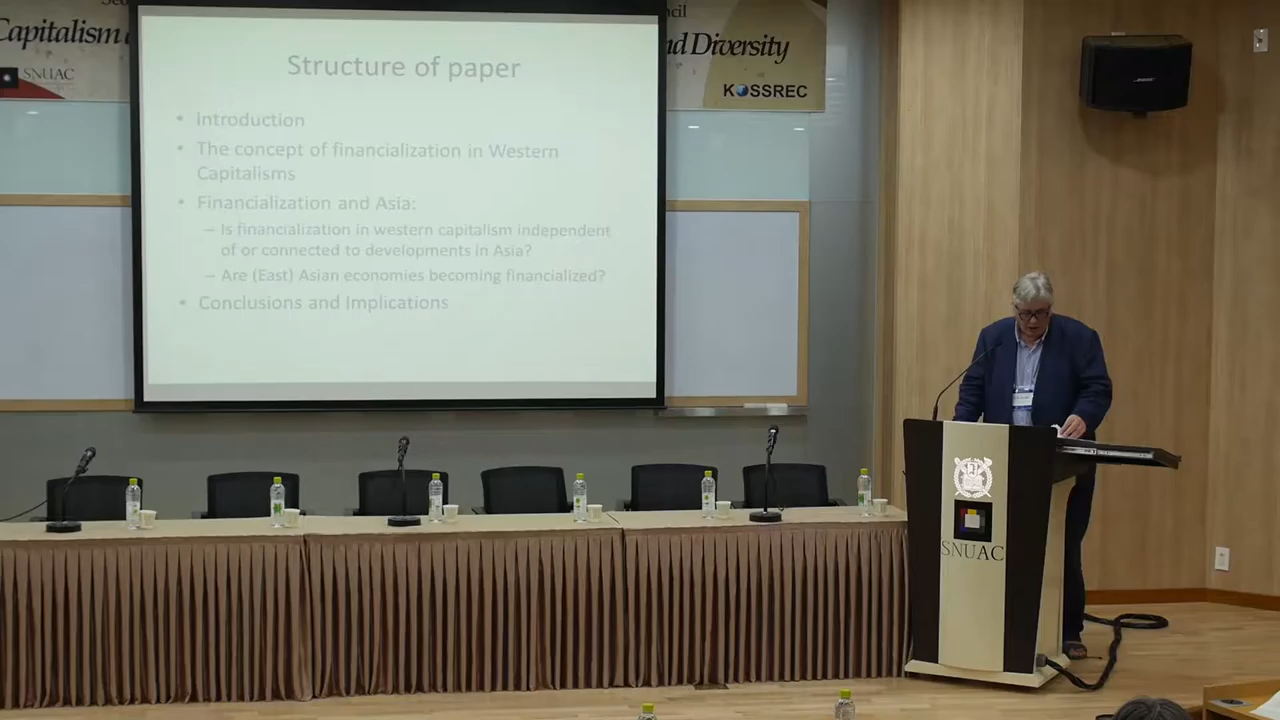 Capitalism
ncil
nd Diversity
SNUAC
KOSSREC
Structure of paper
• Introduction
• The concept of financialization in Western
Capitalisms
• Financialization and Asia:
– Is financialization in western capitalism independent
of or connected to developments in Asia?
– Are (East) Asian economies becoming financialized?
• Conclusions and Implications
BOSE
SNUAC